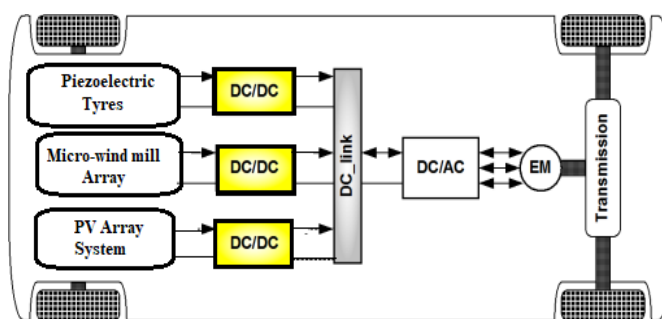 Piezoelectric
Tyres
DC/DC
Micro-wind mill
Array
DC/DC
PV Array
System
DC/DC
DC_link
DC/AC
EM
Transmission